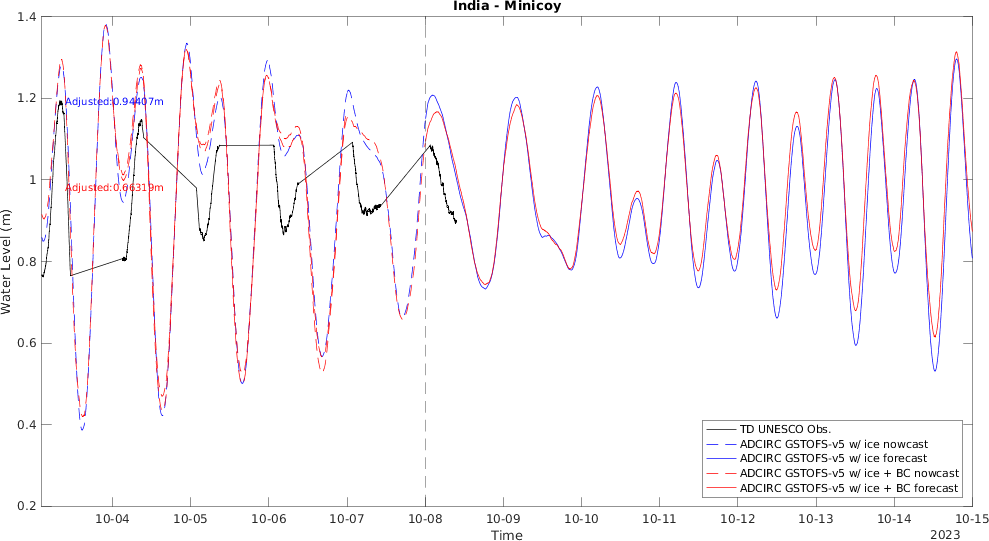 India - Minicoy
1.4
1.2
1
0.8
0.6
0.4
0.2
Water Level (m)
Adjusted:0.94407m
Adjusted:0.66319m
TD UNESCO Obs.
ADCIRC GSTOFS-v5 w/ ice nowcast
ADCIRC GSTOFS-v5 w/ ice forecast
ADCIRC GSTOFS-v5 w/ ice + BC nowcast
ADCIRC GSTOFS-v5 w/ ice + BC forecast
10-04 10-05 10-06 10-07 10-08 10-09 10-10 10-11 10-12 10-13 10-14 10-15
Time
2023